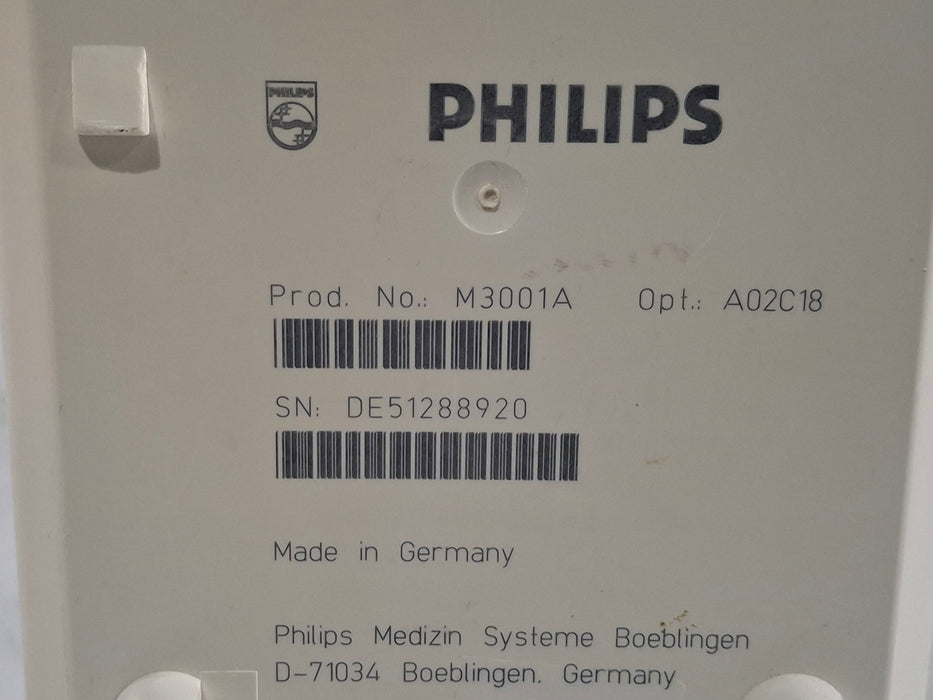 PHILIPS
PHILIPS
Prod. No.: M3001A Opt.: A02C18
SN: DE51288920
Made in Germany
Philips Medizin Systeme Boeblingen
D-71034 Boeblingen. Germany